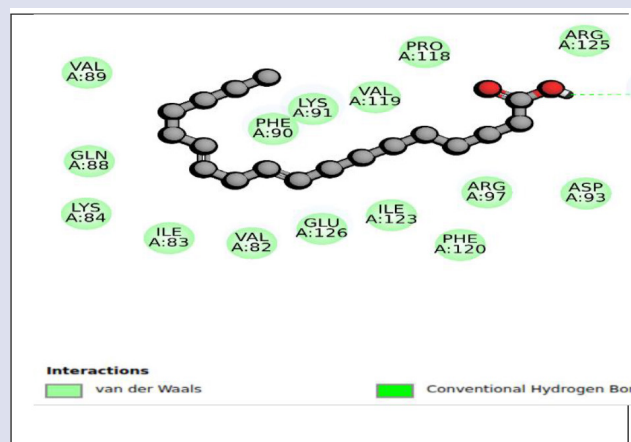 PRO
A:118
ARG
A:125
VAL
A:89
LYS
A:91
VAL
A:119
PHE
A:90
GLN
A:88
LYS
A:84
ILE
A:83
VAL
A:82
GLU
A:126
ILE
A:123
ARG
A:97
PHE
A:120
ASP
A:93
Interactions
van der Waals
Conventional Hydrogen Bon